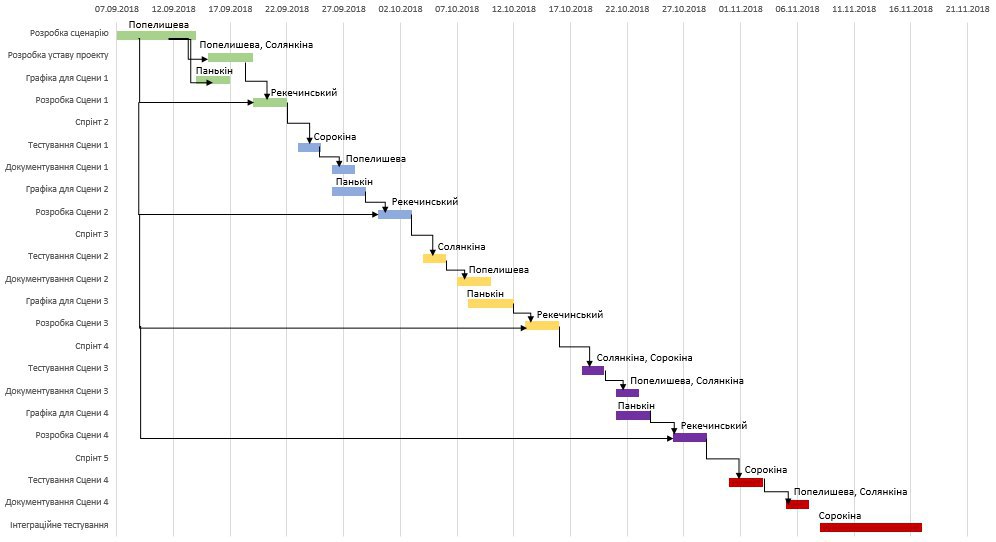 07.09.2018 12.09.2018 17.09.2018 22.09.2018 27.09.2018 02.10.2018 07.10.2018 12.10.2018 17.10.2018 22.10.2018 27.10.2018 01.11.2018 06.11.2018 11.11.2018 16.11.2018 21.11.2018
Попелишева
Розробка сценарію
Попелишева, Солянкіна
Розробка уставу проекту
Панькін
Графіка для Сцени 1
Рекечинський
Розробка Сцени 1
Спрінт 2
Сорокіна
Тестування Сцени 1
Попелишева
Документування Сцени 1
Панькін
Графіка для Сцени 2
Рекечинський
Розробка Сцени 2
Спрінт 3
Солянкіна
Тестування Сцени 2
Попелишева
Документування Сцени 2
Панькін
Графіка для Сцени 3
Рекечинський
Розробка Сцени 3
Спрінт 4
Солянкіна, Сорокіна
Тестування Сцени 3
Попелишева, Солянкіна
Документування Сцени 3
Панькін
Графіка для Сцени 4
Рекечинський
Розробка Сцени 4
Спрінт 5
Сорокіна
Тестування Сцени 4
Попелишева, Солянкіна
Документування Сцени 4
Сорокіна
Інтеграційне тестування